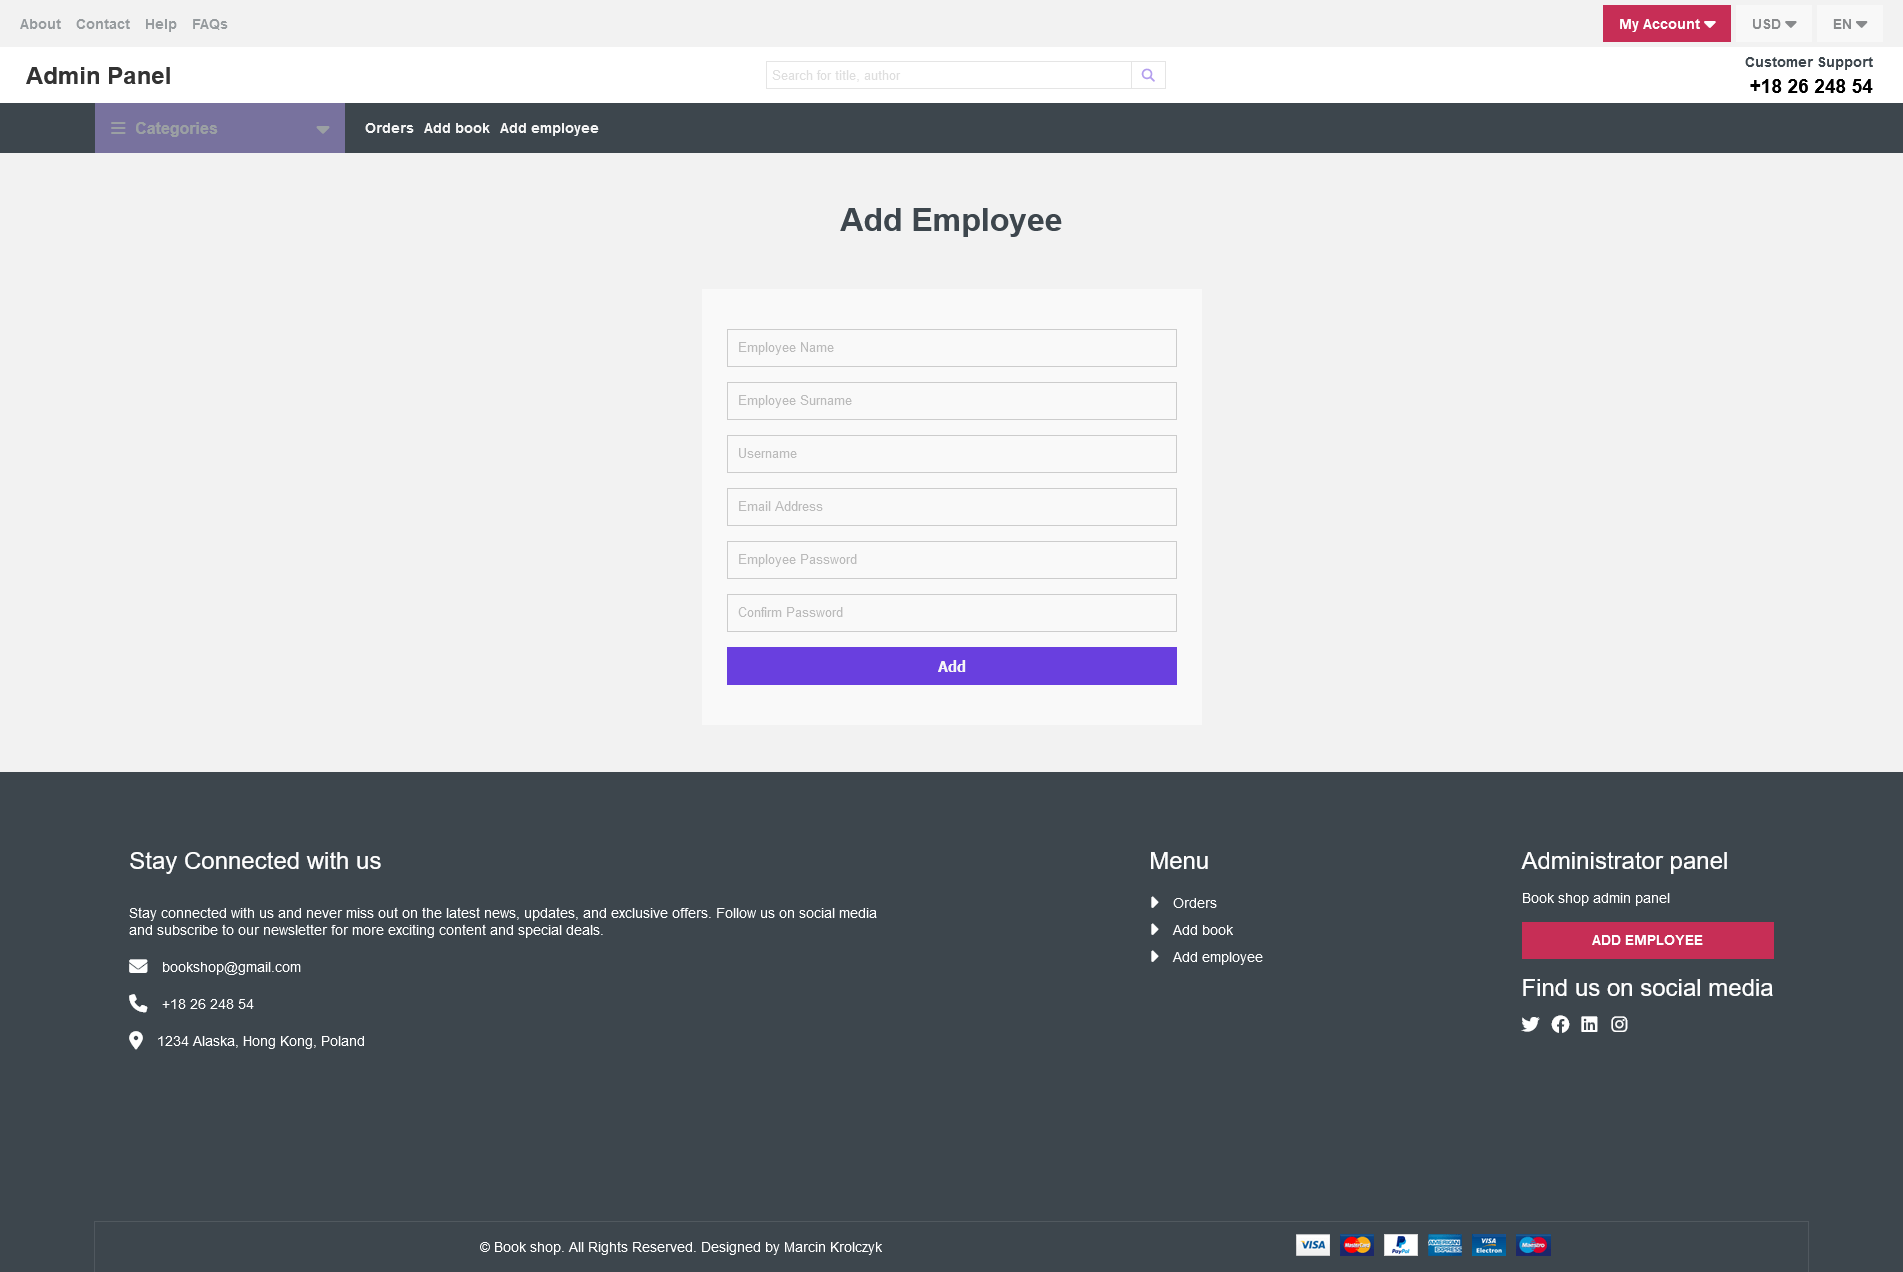 About Contact Help FAQs
My Account USD EN
Admin Panel
Search for title, author
Customer Support
+18 26 248 54
Categories
Orders Add book Add employee
Add Employee
Employee Name
Employee Surname
Username
Email Address
Employee Password
Confirm Password
Add
Stay Connected with us
Stay connected with us and never miss out on the latest news, updates, and exclusive offers. Follow us on social media
and subscribe to our newsletter for more exciting content and special deals.
bookshop@gmail.com
+18 26 248 54
1234 Alaska, Hong Kong, Poland
Menu
Orders
Add book
Add employee
Administrator panel
Book shop admin panel
ADD EMPLOYEE
Find us on social media
© Book shop. All Rights Reserved. Designed by Marcin Krolczyk
VISA MasterCard PayPal AMERICAN EXPRESS VISA Electron Maestro